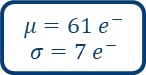 μ = 61 e⁻
σ = 7 e⁻